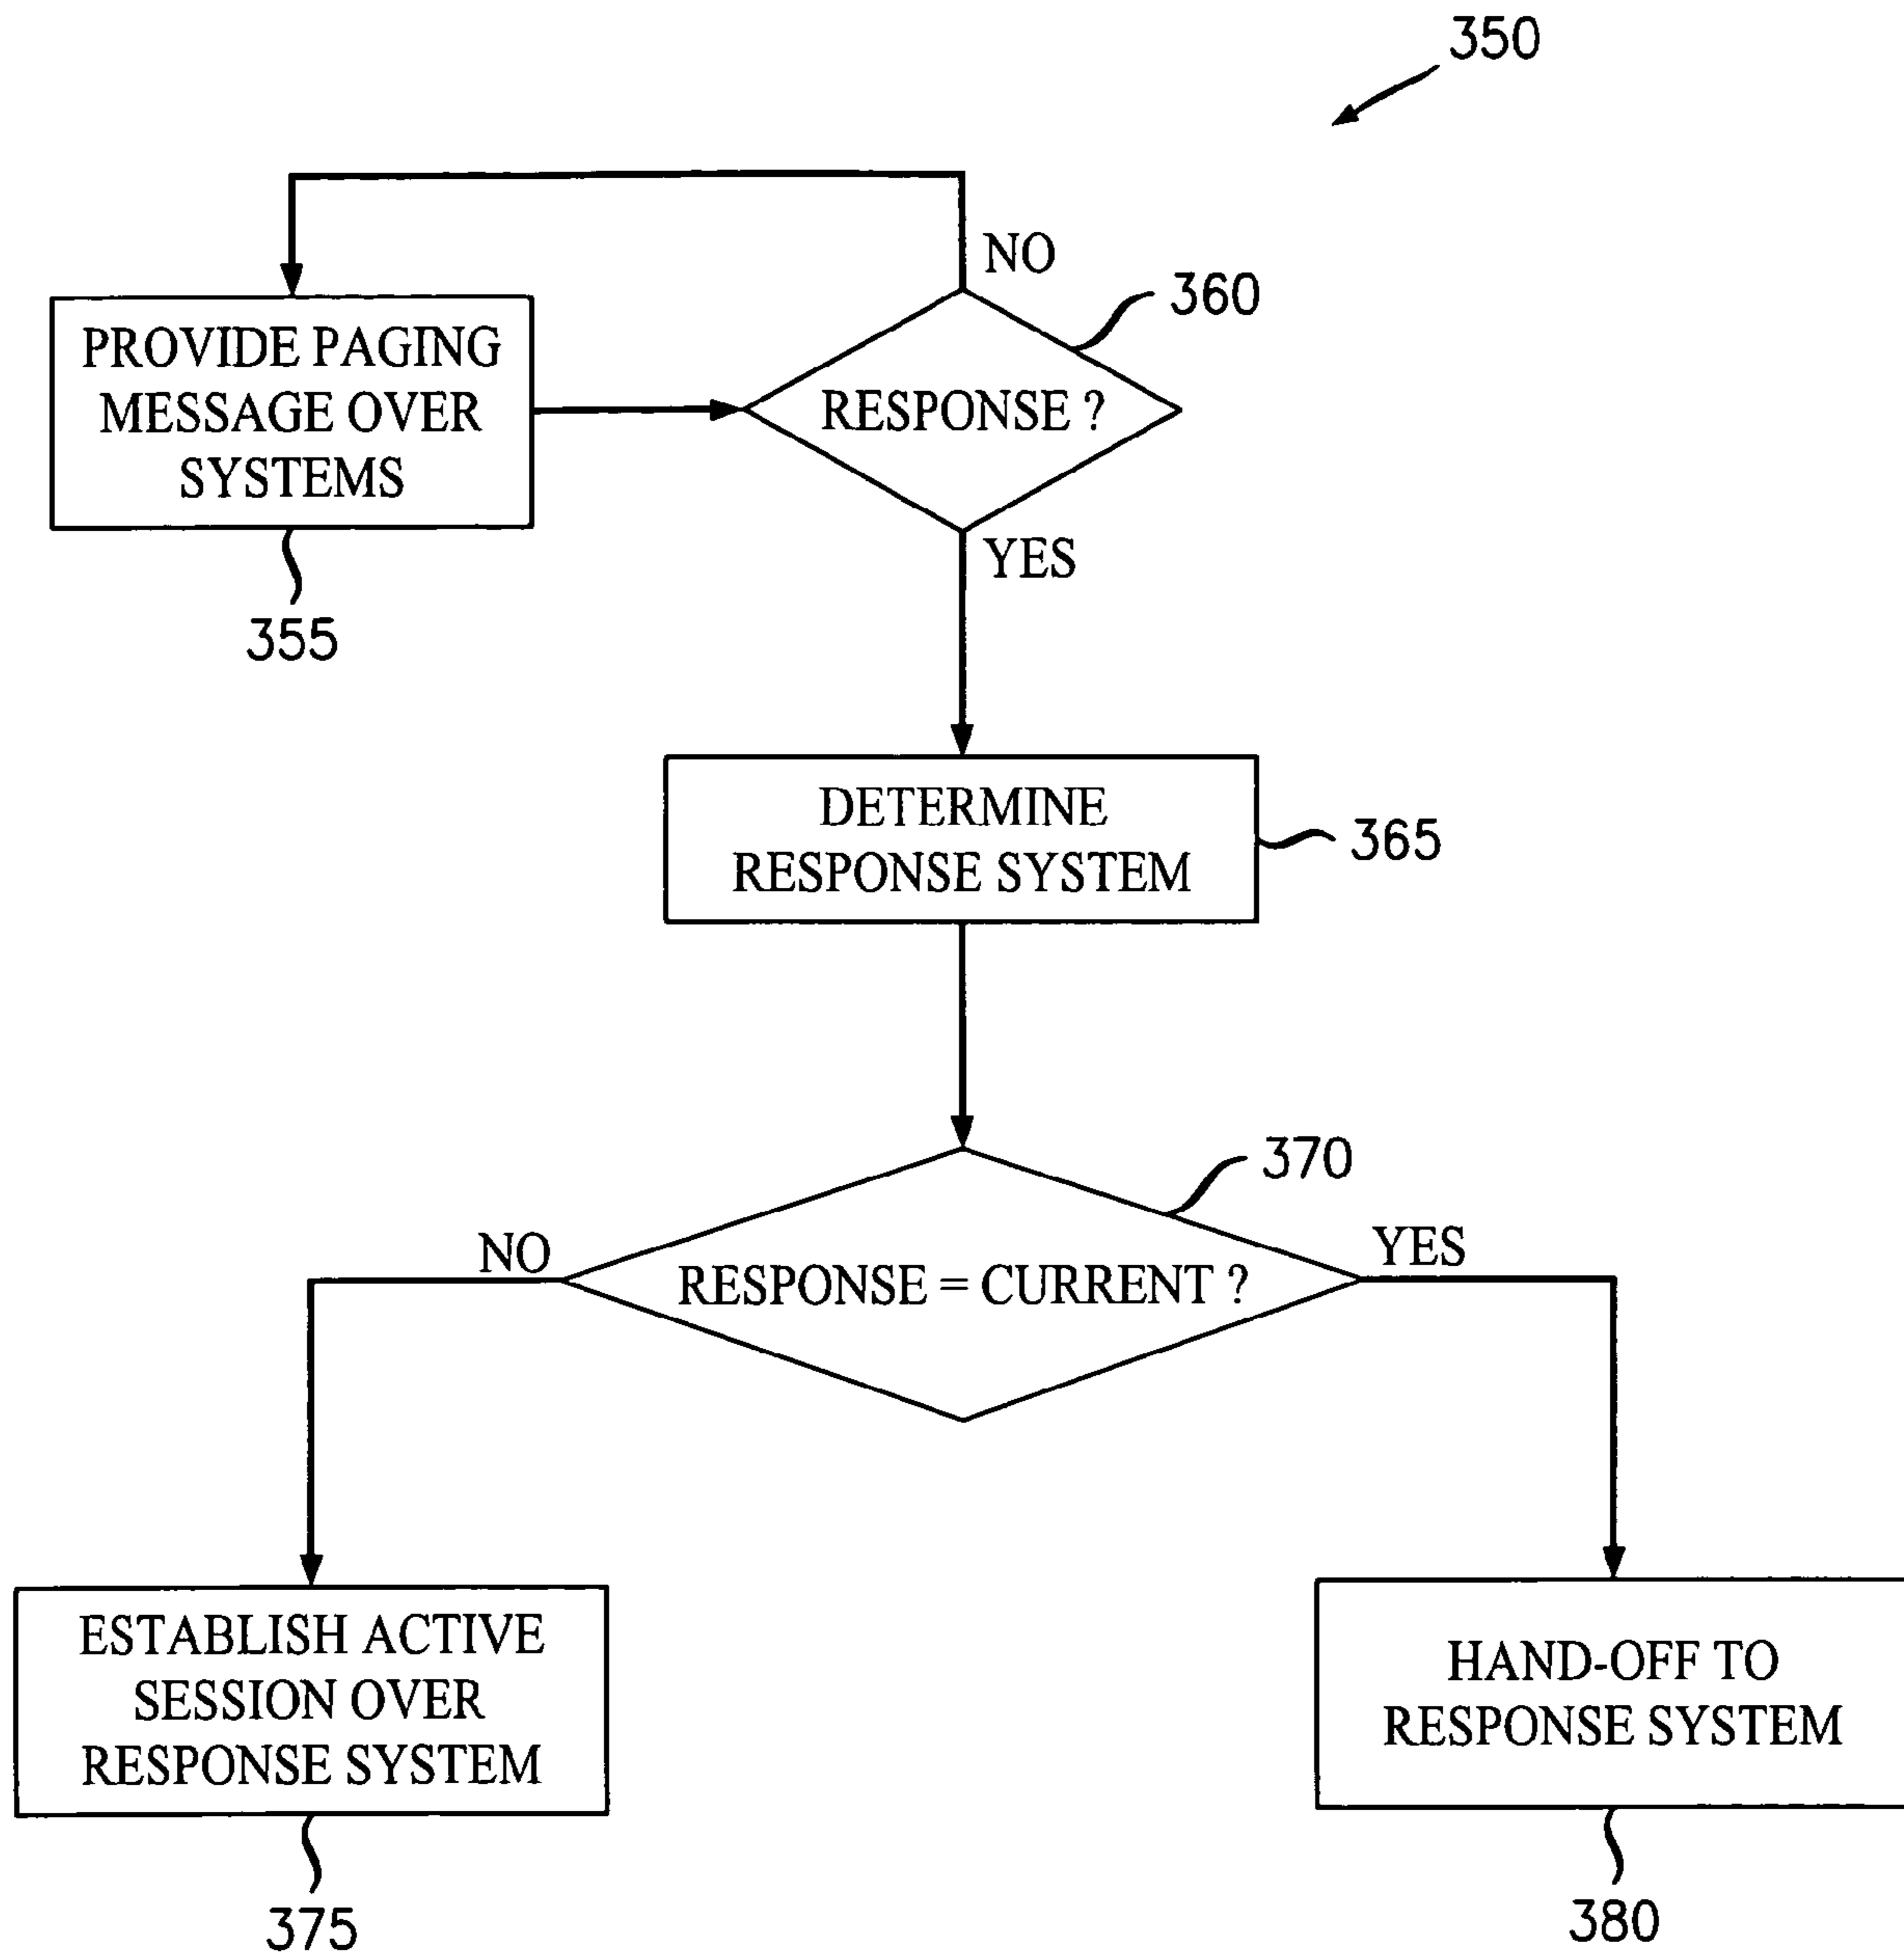 350
NO
360
PROVIDE PAGING
MESSAGE OVER
SYSTEMS
RESPONSE ?
YES
355
DETERMINE
RESPONSE SYSTEM
365
370
NO
YES
RESPONSE = CURRENT ?
ESTABLISH ACTIVE
SESSION OVER
RESPONSE SYSTEM
HAND-OFF TO
RESPONSE SYSTEM
375
380